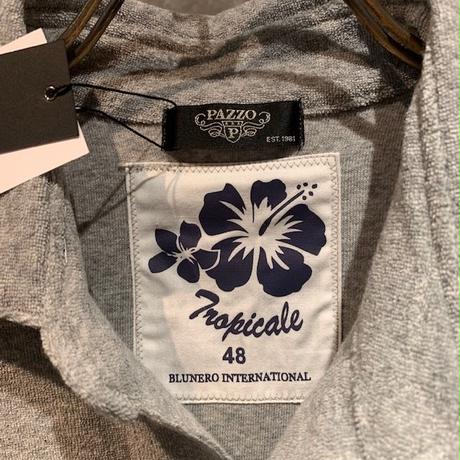 PAZZO
P
EST. 1981
Tropicale
48
BLUNERO INTERNATIONAL